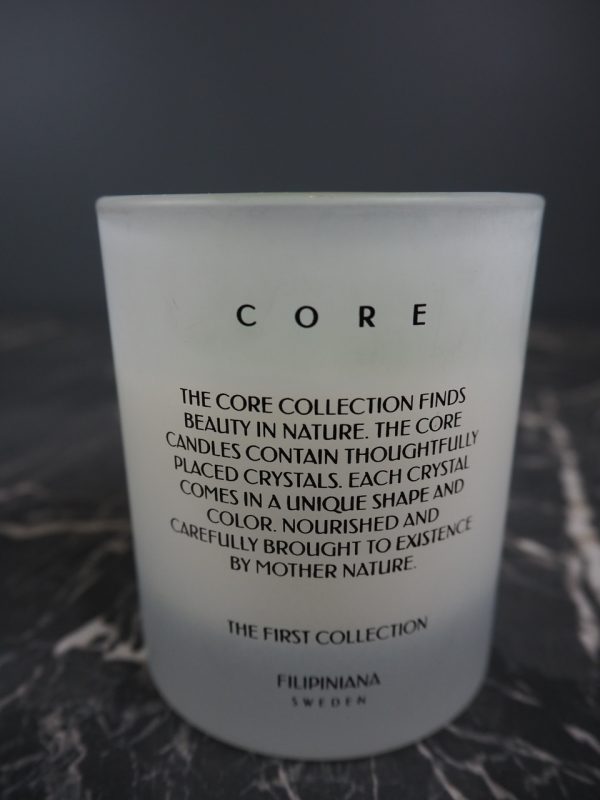 CORE
THE CORE COLLECTION FINDS
BEAUTY IN NATURE. THE CORE
CANDLES CONTAIN THOUGHTFULLY
PLACED CRYSTALS. EACH CRYSTAL
COMES IN A UNIQUE SHAPE AND
COLOR. NOURISHED AND
CAREFULLY BROUGHT TO EXISTENCE
BY MOTHER NATURE.
THE FIRST COLLECTION
FILIPINIANA
SWEDEN